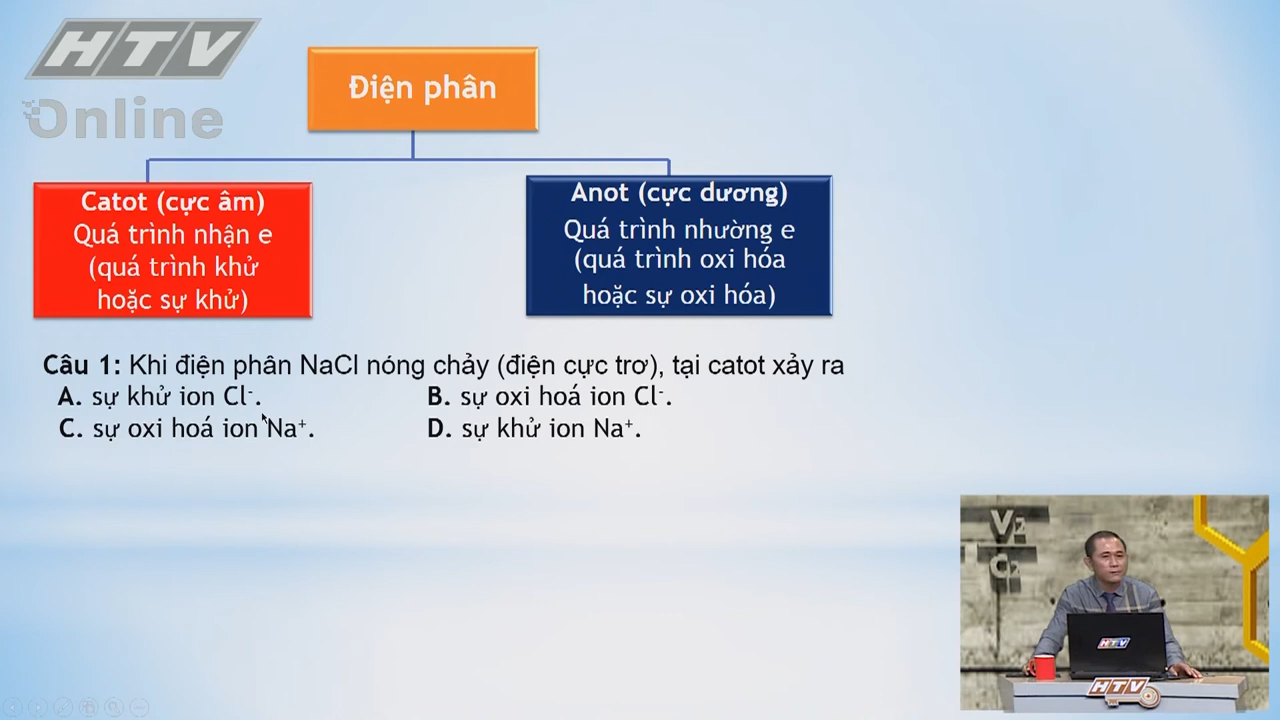 HTV
Online
Điện phân
Catot (cực âm)
Quá trình nhận e
(quá trình khử
hoặc sự khử)
Anot (cực dương)
Quá trình nhường e
(quá trình oxi hóa
hoặc sự oxi hóa)
Câu 1: Khi điện phân NaCl nóng chảy (điện cực trơ), tại catot xảy ra
A. sự khử ion Cl⁻.
B. sự oxi hoá ion Cl⁻.
C. sự oxi hoá ion Na⁺.
D. sự khử ion Na⁺.
HTV
HTV